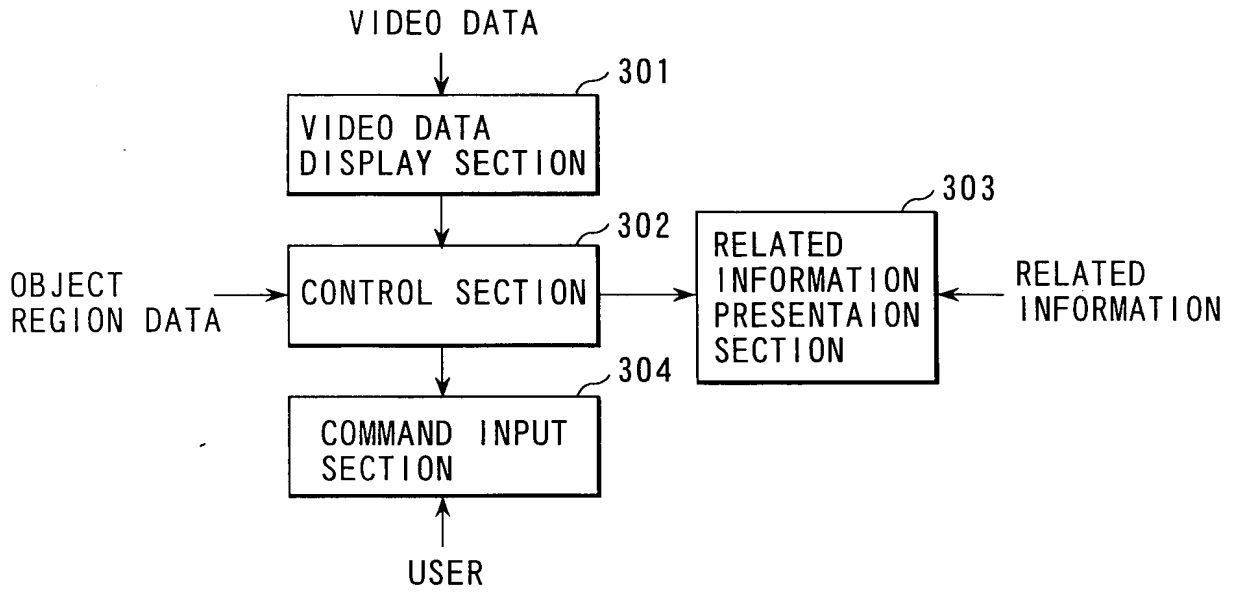 VIDEO DATA
301
VIDEO DATA
DISPLAY SECTION
302
CONTROL SECTION
303
RELATED
INFORMATION
PRESENTAION
SECTION
OBJECT
REGION DATA
RELATED
INFORMATION
304
COMMAND INPUT
SECTION
USER